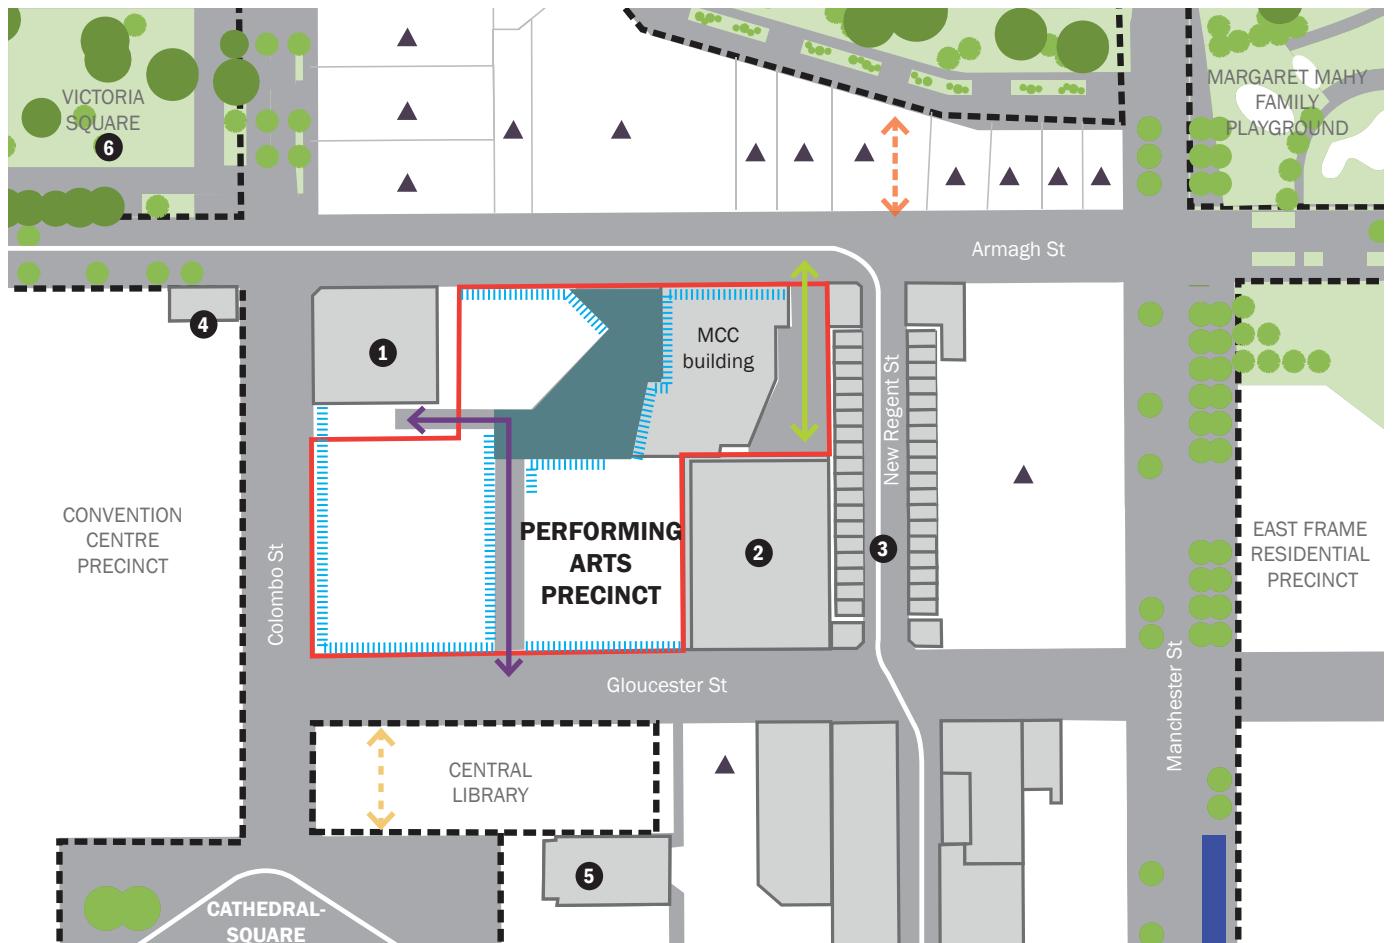 VICTORIA
SQUARE
6
MARGARET MAHY
FAMILY
PLAYGROUND
Armagh St
4
1
MCC
building
New Regent St
CONVENTION
CENTRE
PRECINCT
Colombo St
PERFORMING
ARTS
PRECINCT
2
3
EAST FRAME
RESIDENTIAL
PRECINCT
Gloucester St
Manchester St
CENTRAL
LIBRARY
5
CATHEDRAL-
SQUARE